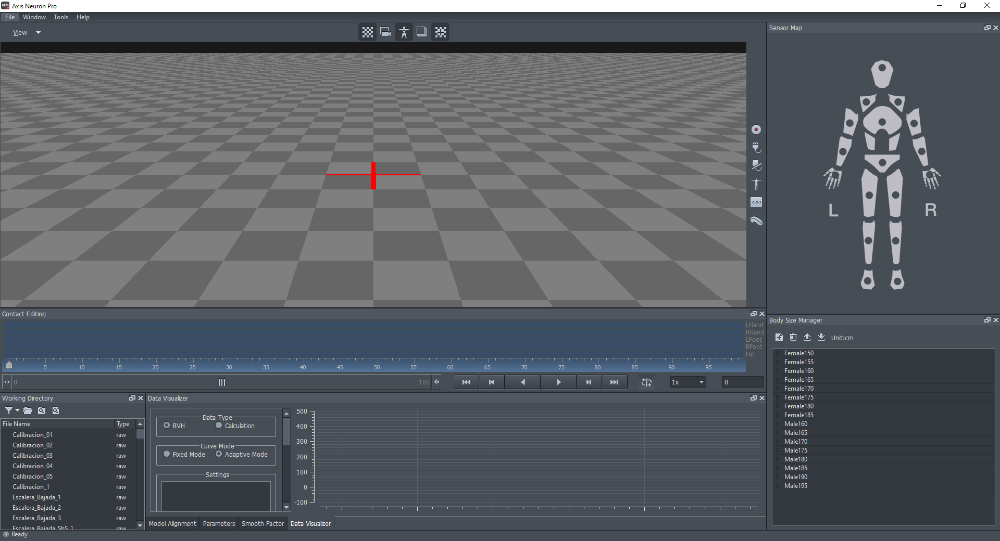 Axis Neuron Pro
File Window Tools Help
View
Sensor Map
L R
zero
Contact Editing
LHand
RHand
LFoot
RFoot
Hip
5 10 15 20 25 30 35 40 45 50 55 60 65 70 75 80 85 90 95
0 100 1x 0
Body Size Manager
Unit:cm
Female150
Female155
Female160
Female165
Female170
Female175
Female180
Female185
Male160
Male165
Male170
Male175
Male180
Male185
Male190
Male195
Working Directory
File Name Type
Calibracion_01 raw
Calibracion_02 raw
Calibracion_03 raw
Calibracion_04 raw
Calibracion_05 raw
Calibracion_1 raw
Escalera_Bajada_1 raw
Escalera_Bajada_2 raw
Escalera_Bajada_3 raw
Escalera_Bajada_ShS_1 raw
Data Visualizer
Data Type
BVH Calculation
Curve Mode
Fixed Mode Adaptive Mode
Settings
500
400
300
200
100
0
-100
Model Alignment Parameters Smooth Factor Data Visualizer
Ready